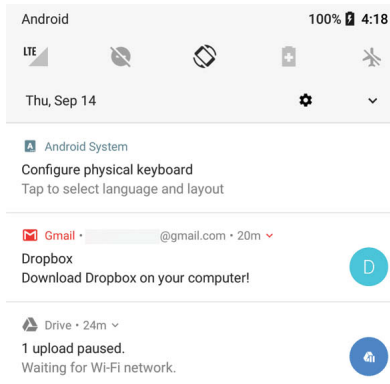 Android 100% 4:18
LTE
Thu, Sep 14
A Android System
Configure physical keyboard
Tap to select language and layout
Gmail • @gmail.com • 20m
Dropbox
Download Dropbox on your computer!
D
Drive • 24m
1 upload paused.
Waiting for Wi-Fi network.